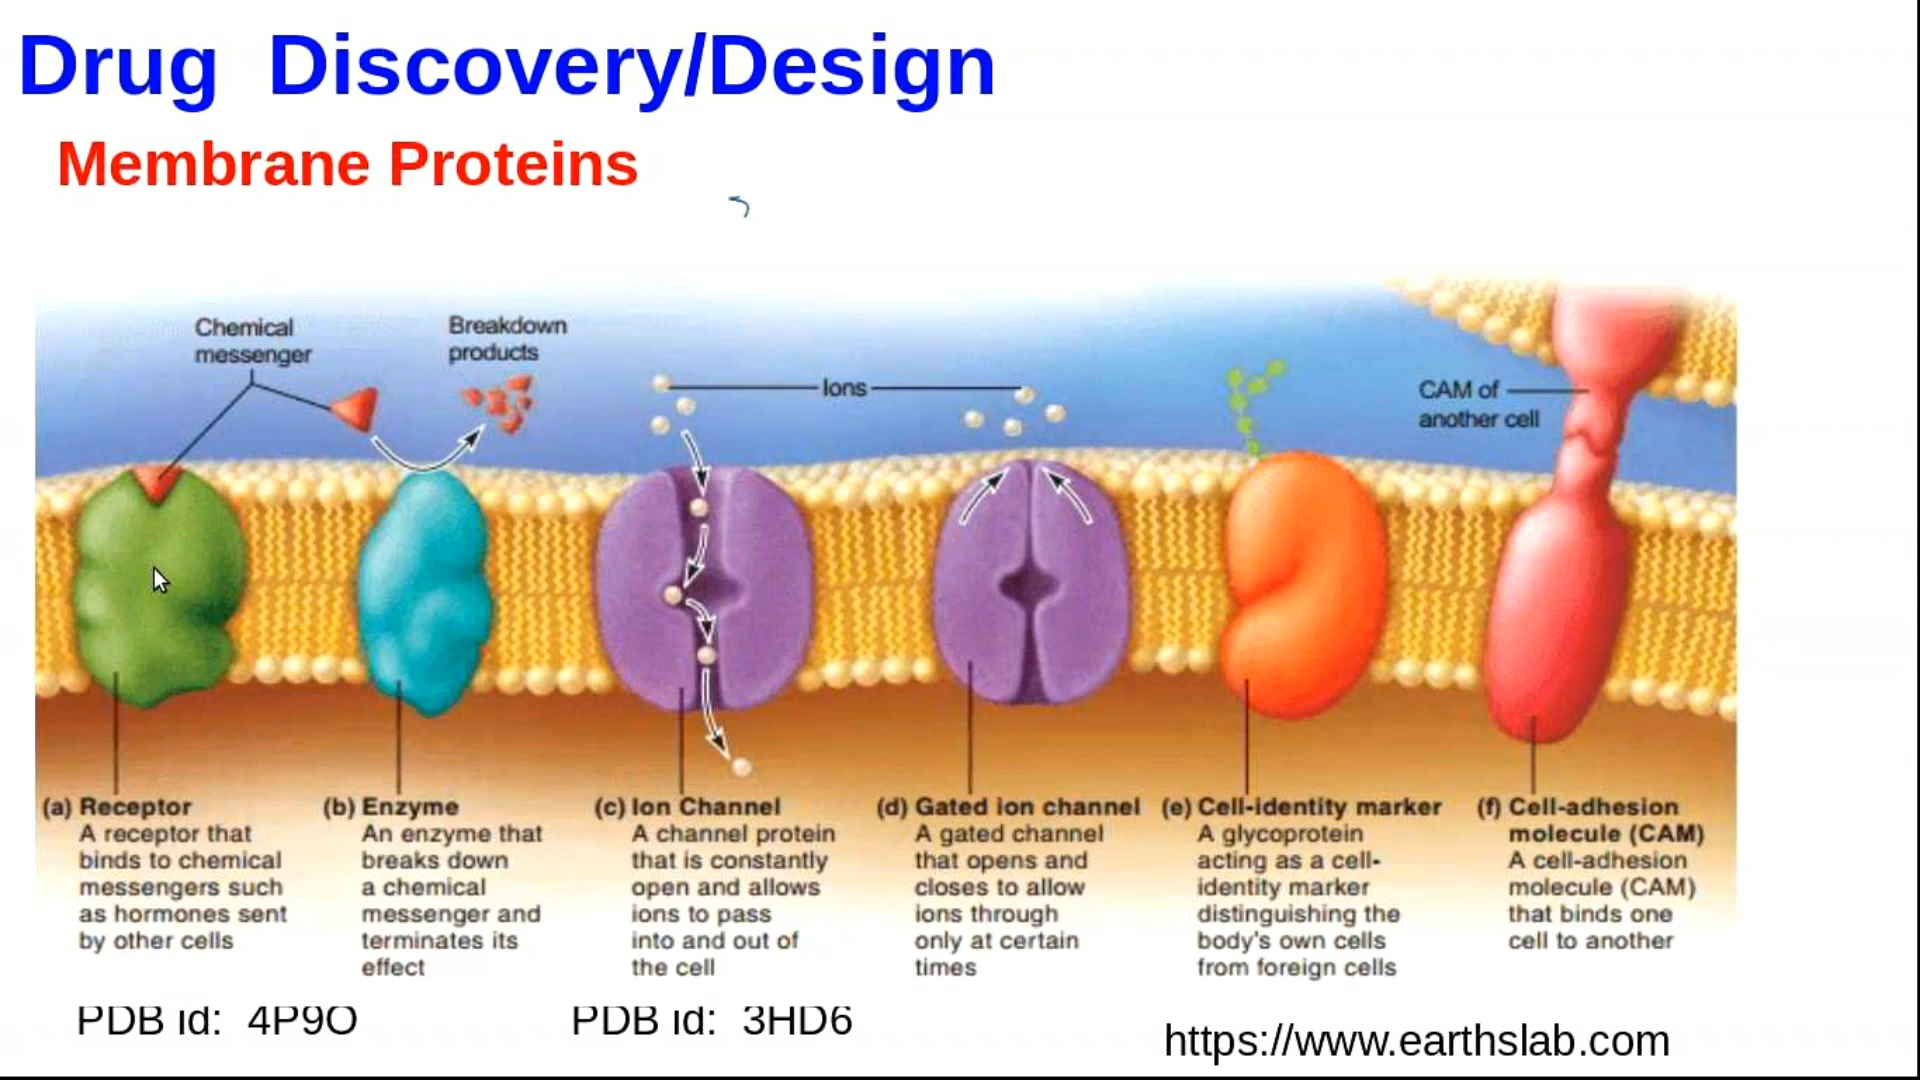 Drug Discovery/Design
Membrane Proteins
Chemical
messenger
Breakdown
products
Ions
CAM of
another cell
(a) Receptor
A receptor that
binds to chemical
messengers such
as hormones sent
by other cells
(b) Enzyme
An enzyme that
breaks down
a chemical
messenger and
terminates its
effect
(c) Ion Channel
A channel protein
that is constantly
open and allows
ions to pass
into and out of
the cell
(d) Gated ion channel
A gated channel
that opens and
closes to allow
ions through
only at certain
times
(e) Cell-identity marker
A glycoprotein
acting as a cell-
identity marker
distinguishing the
body's own cells
from foreign cells
(f) Cell-adhesion
molecule (CAM)
A cell-adhesion
molecule (CAM)
that binds one
cell to another
PDB id: 4P9O
PDB id: 3HD6
https://www.earthslab.com